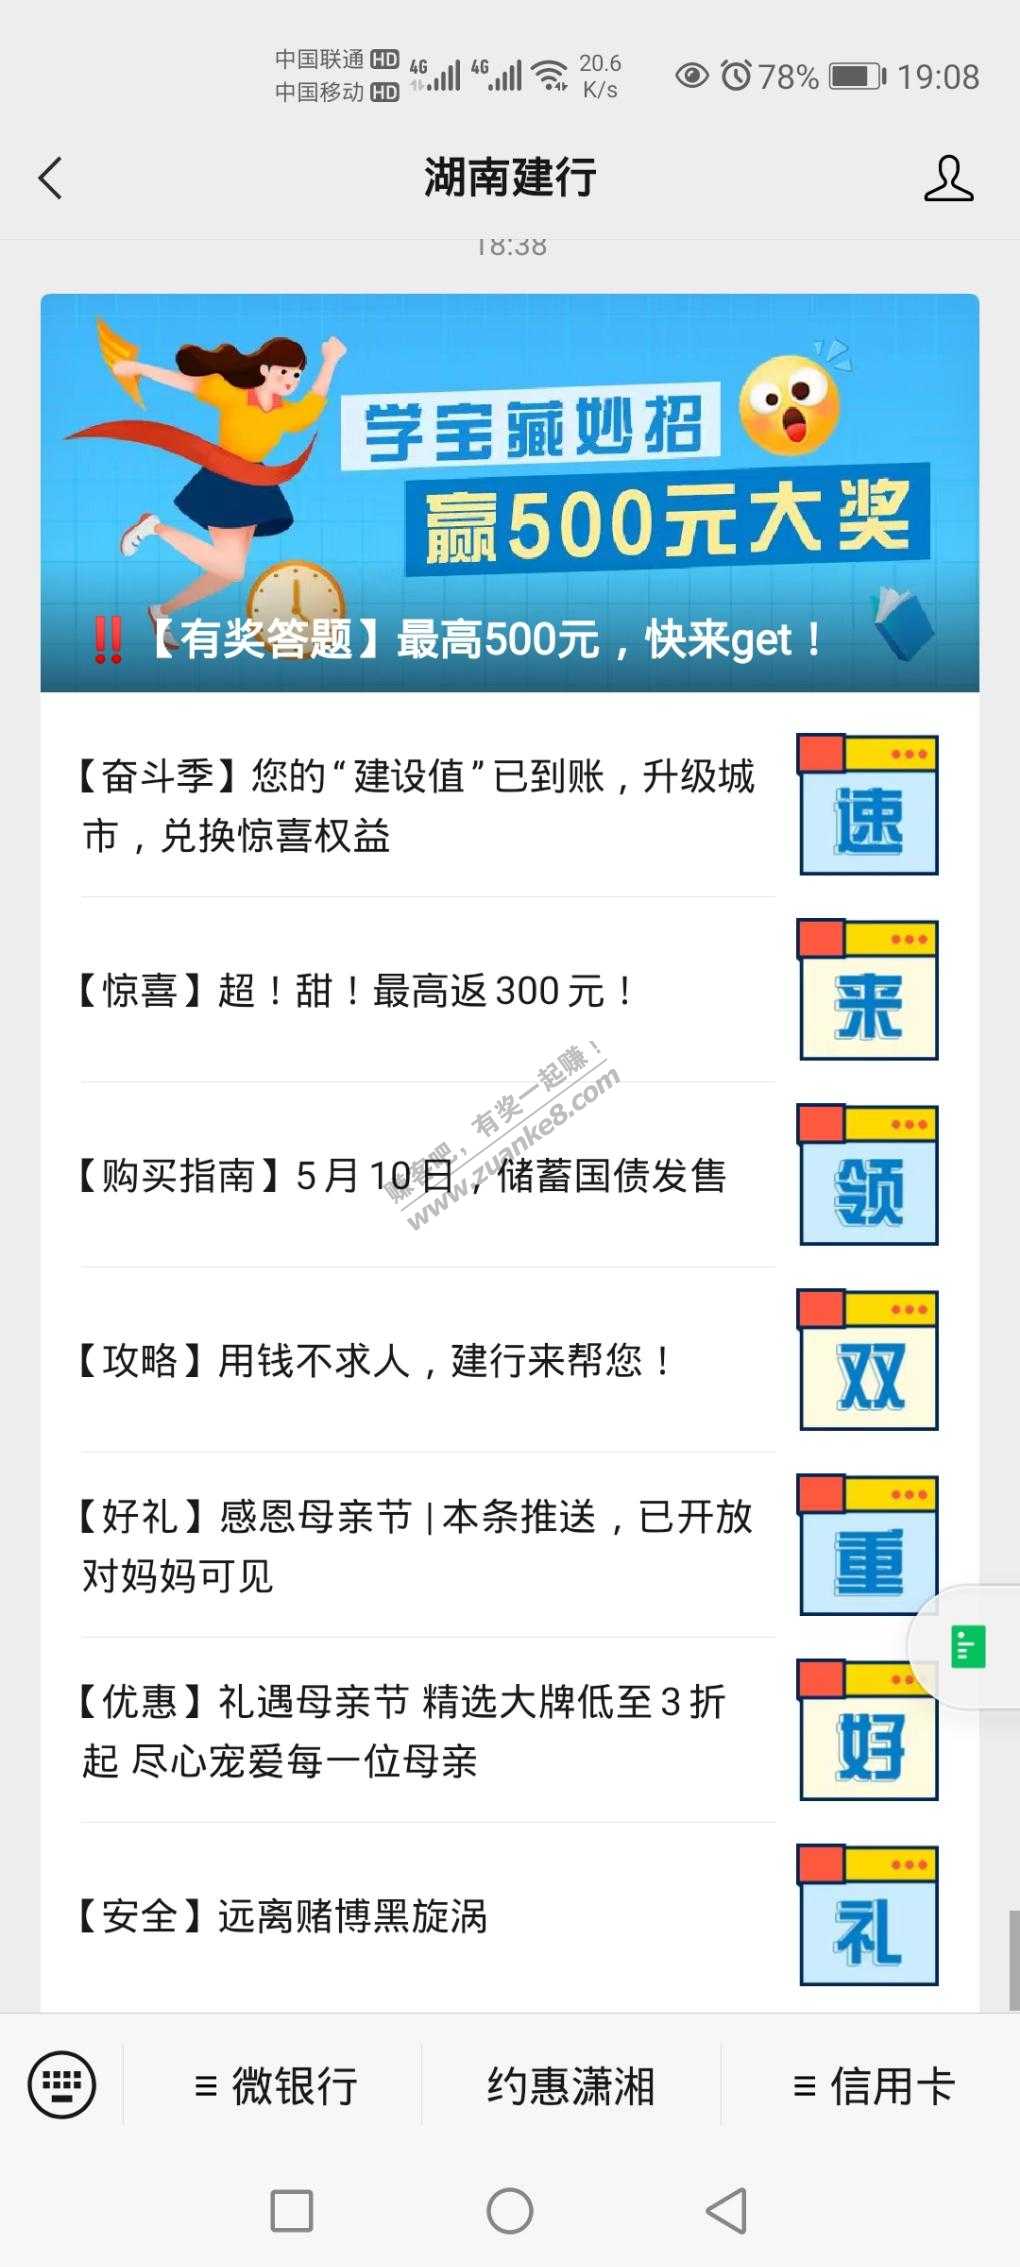 中国联通 HD 4G 4G 20.6 K/s 78% 19:08
中国移动 HD
湖南建行
18:38
学宝藏妙招
赢500元大奖
‼【有奖答题】最高500元，快来get！
【奋斗季】您的“建设值”已到账，升级城
市，兑换惊喜权益
速
【惊喜】超！甜！最高返300元！
来
赚客吧，有奖一起赚！
www.zuanke8.com
【购买指南】5月10日，储蓄国债发售
领
【攻略】用钱不求人，建行来帮您！
双
【好礼】感恩母亲节|本条推送，已开放
对妈妈可见
重
【优惠】礼遇母亲节 精选大牌低至3折
起 尽心宠爱每一位母亲
好
【安全】远离赌博黑旋涡
礼
微银行 约惠潇湘 信用卡